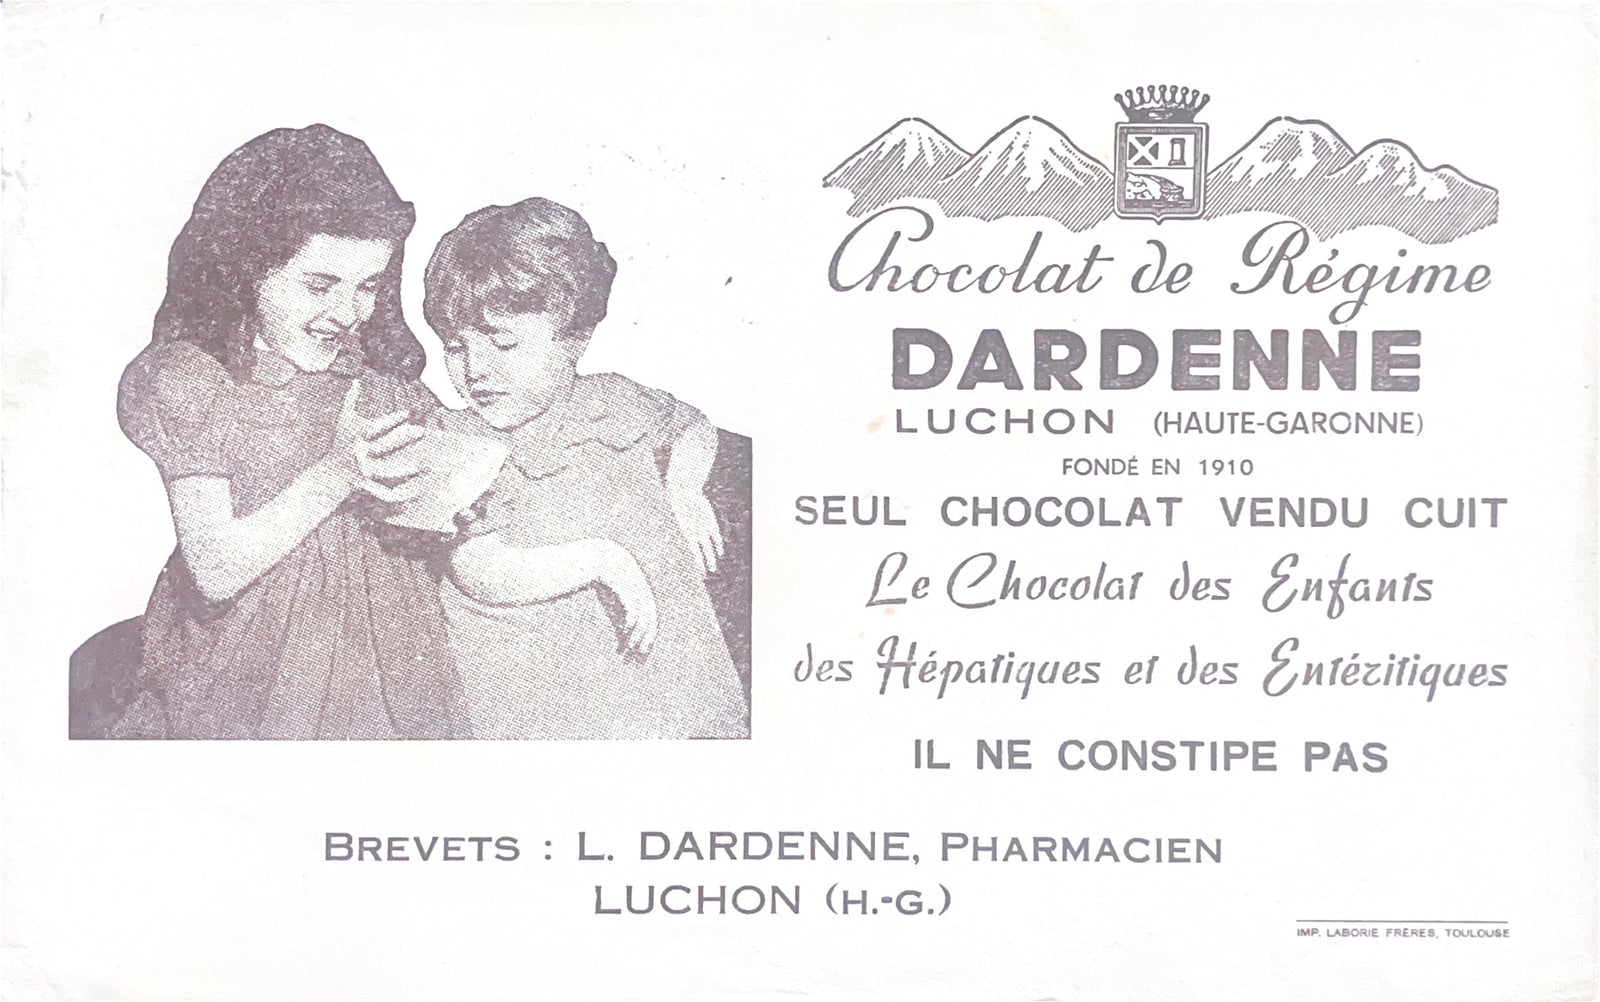 Chocolat de Régime
DARDENNE
LUCHON (HAUTE-GARONNE)
FONDÉ EN 1910
SEUL CHOCOLAT VENDU CUIT
Le Chocolat des Enfants
des Hépatiques et des Entéritiques
IL NE CONSTIPE PAS
BREVETS : L. DARDENNE, PHARMACIEN
LUCHON (H.-G.)
IMP. LABORIE FRÈRES, TOULOUSE